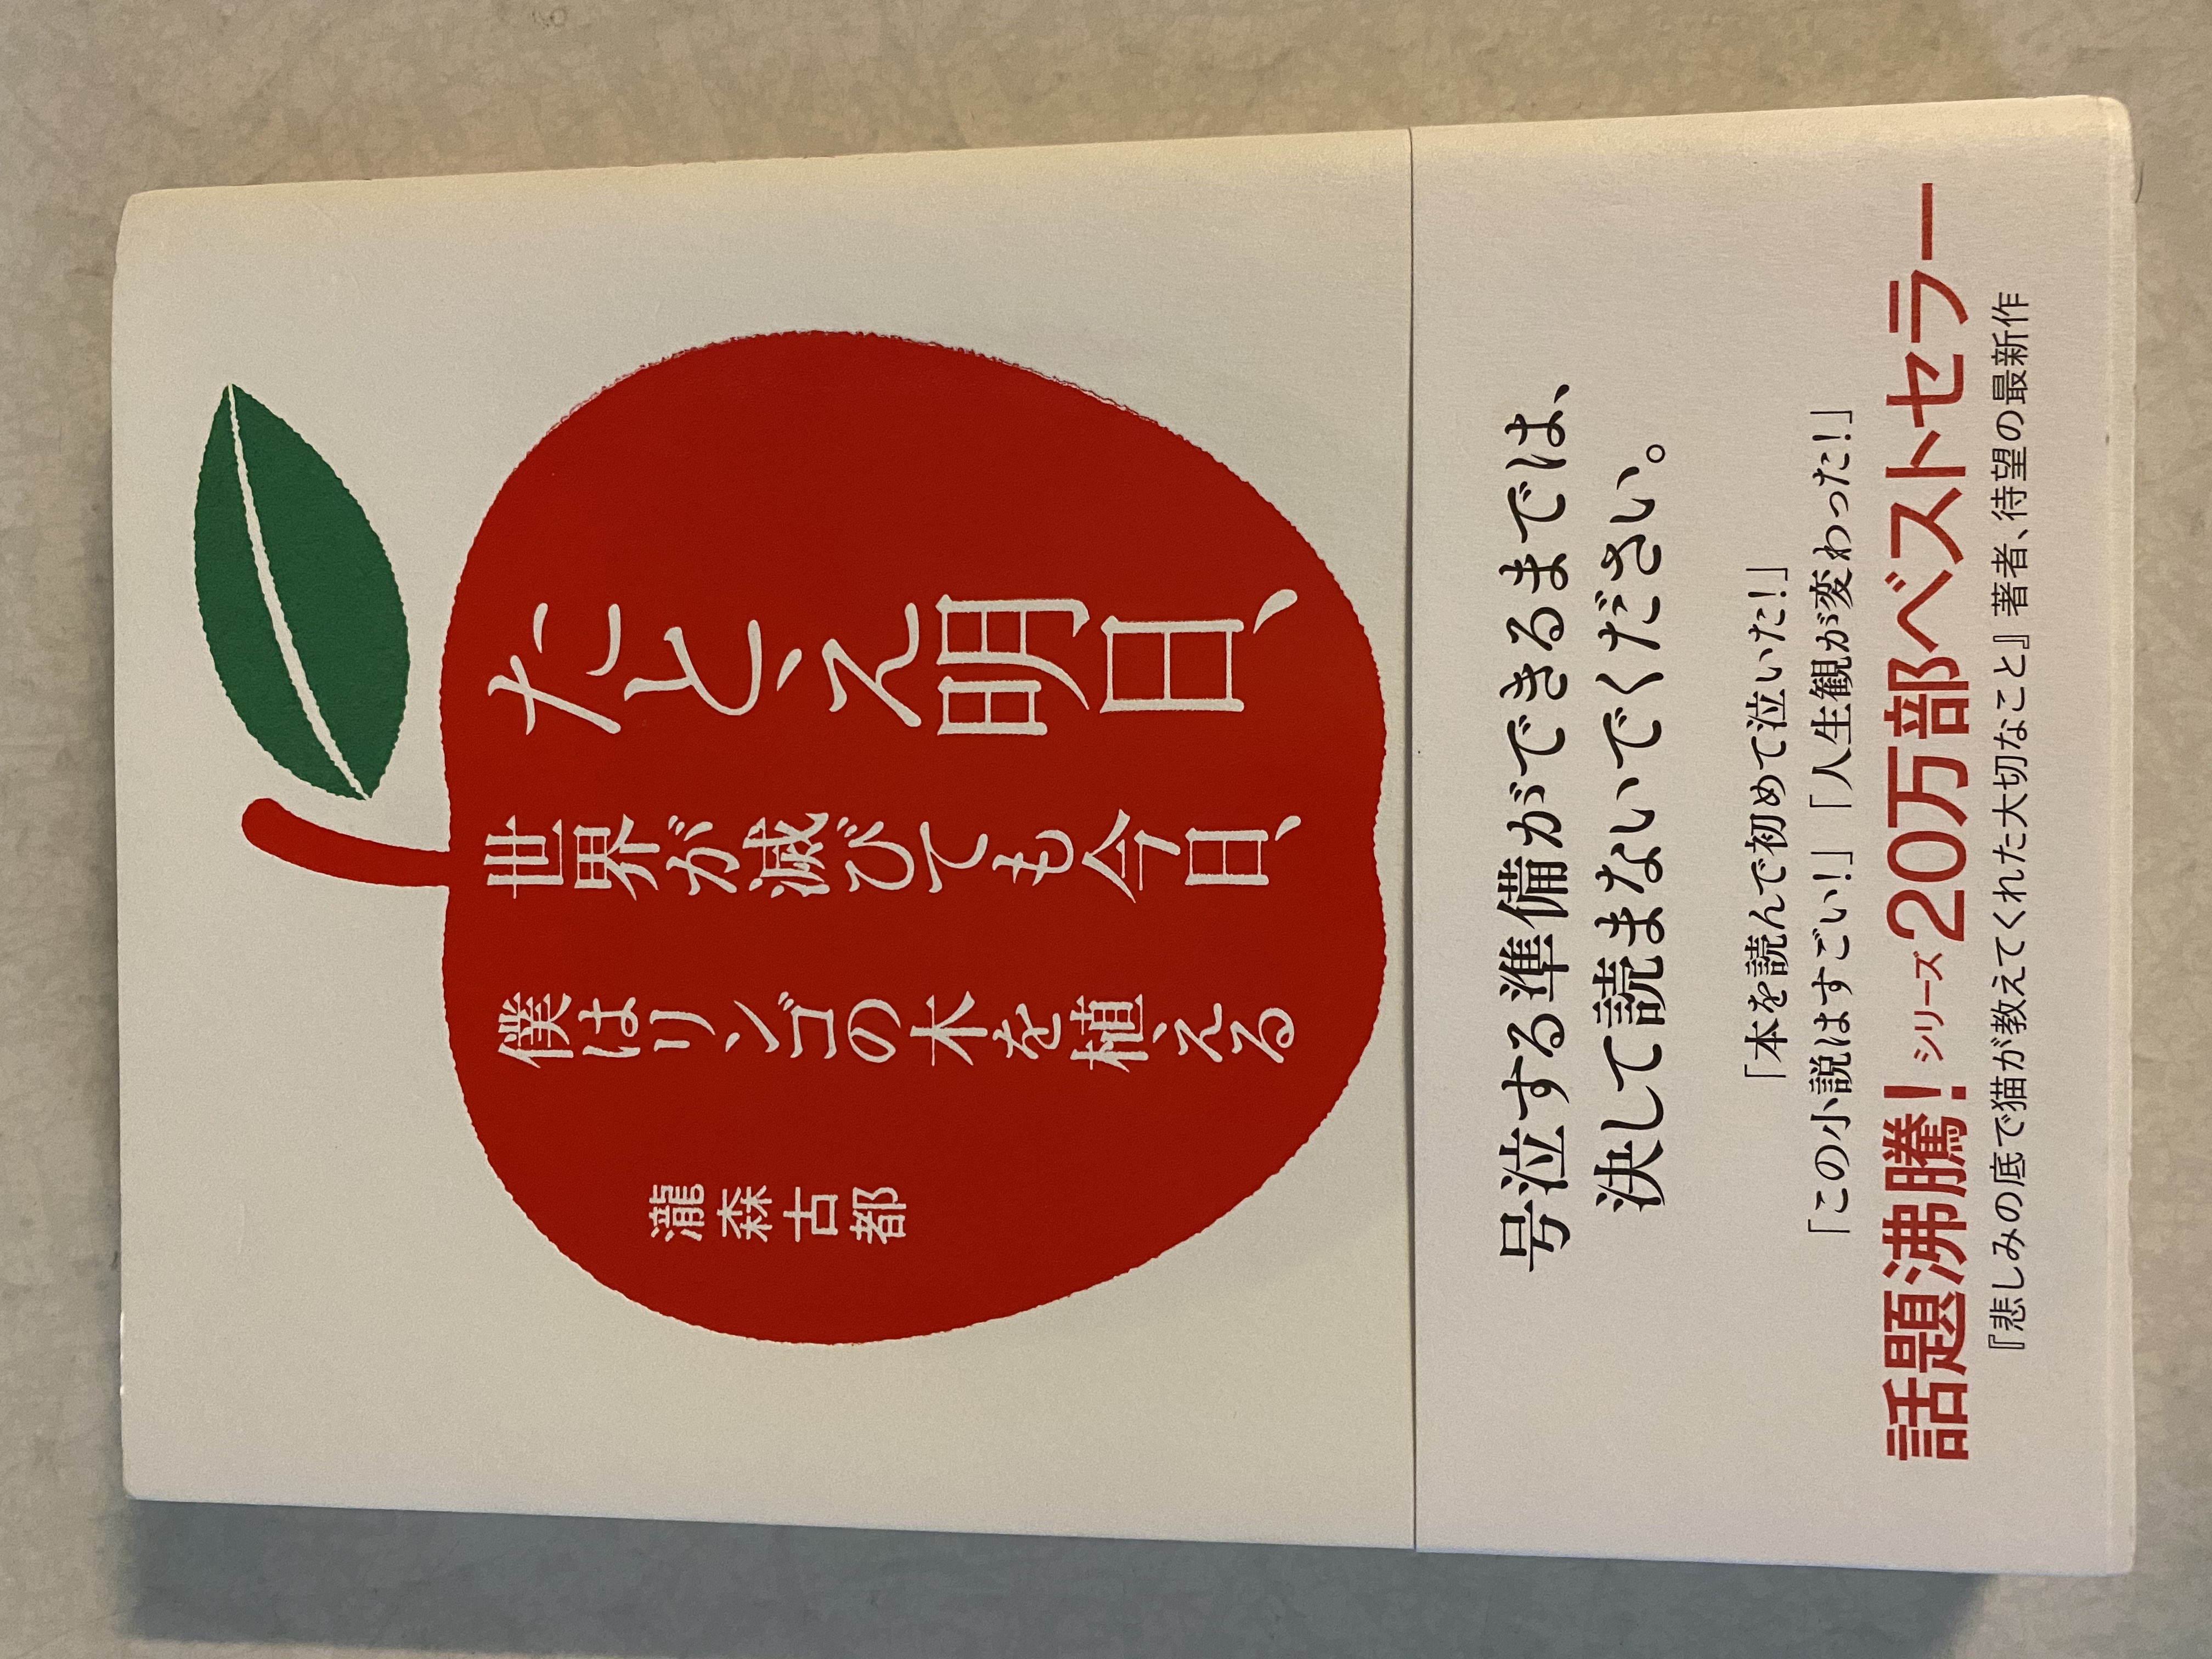 たとえ明日、
世界が滅びても今日、
僕はリンゴの木を植える
瀧森古都
号泣する準備ができるまでは、
決して読まないでください。
「本を読んで初めて泣いた!」
「この小説はすごい!」「人生観が変わった!」
話題沸騰!シリーズ20万部ベストセラー
『悲しみの底で猫が教えてくれた大切なこと』著者、待望の最新作